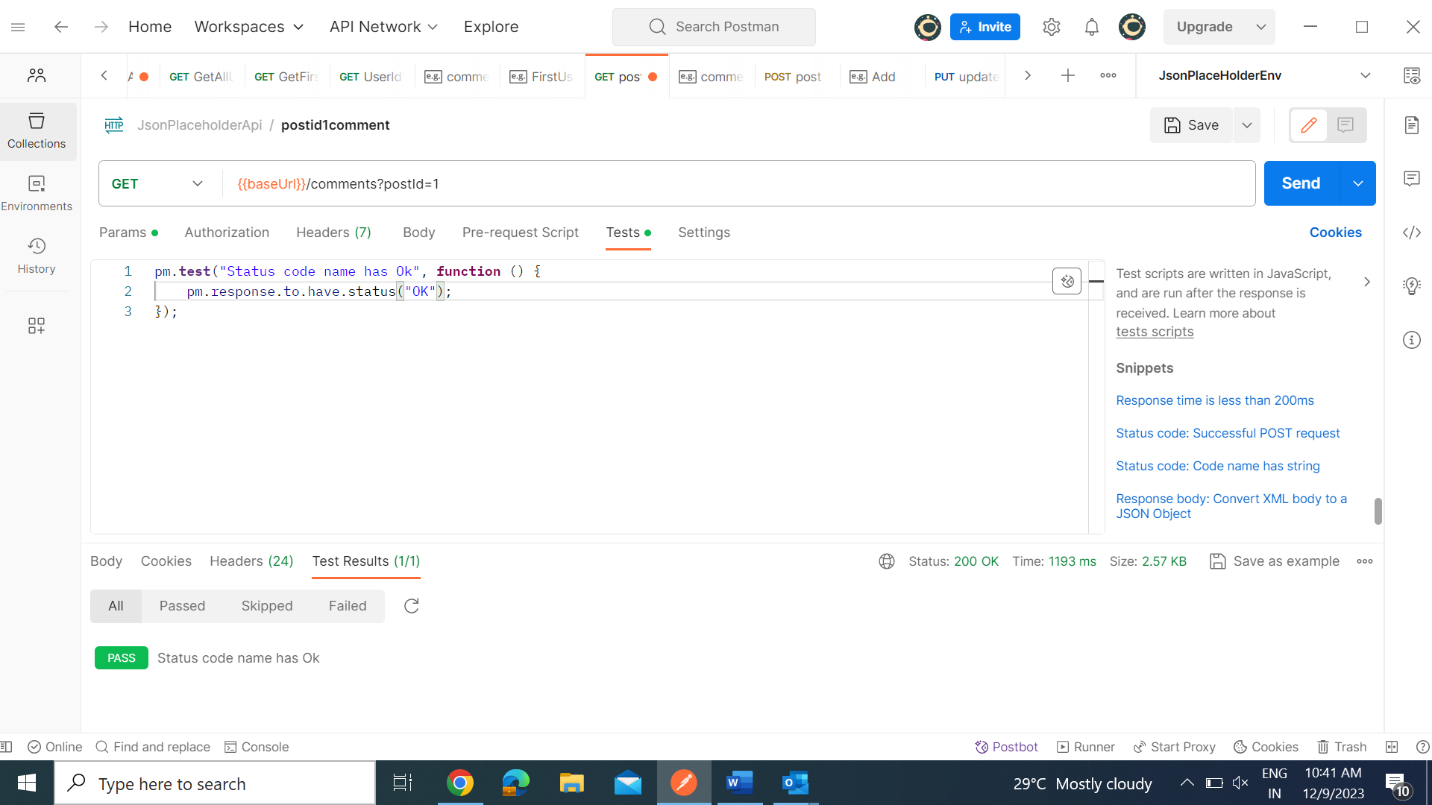 Home Workspaces API Network Explore Search Postman Invite Upgrade
A GET GetAllU GET GetFirs GET UserId e.g. comme e.g. FirstUs GET pos e.g. comme POST post e.g. Add PUT update JsonPlaceHolderEnv
HTTP JsonPlaceholderApi / postid1comment Save
Collections
GET {{baseUrl}}/comments?postId=1 Send
Environments
Params Authorization Headers (7) Body Pre-request Script Tests Settings Cookies
History
1 pm.test("Status code name has Ok", function () {
2 pm.response.to.have.status("OK");
3 });
Test scripts are written in JavaScript,
and are run after the response is
received. Learn more about
tests scripts
Snippets
Response time is less than 200ms
Status code: Successful POST request
Status code: Code name has string
Response body: Convert XML body to a
JSON Object
Body Cookies Headers (24) Test Results (1/1) Status: 200 OK Time: 1193 ms Size: 2.57 KB Save as example
All Passed Skipped Failed
PASS Status code name has Ok
Online Find and replace Console Postbot Runner Start Proxy Cookies Trash
Type here to search 29°C Mostly cloudy
ENG
IN
10:41 AM
12/9/2023
10